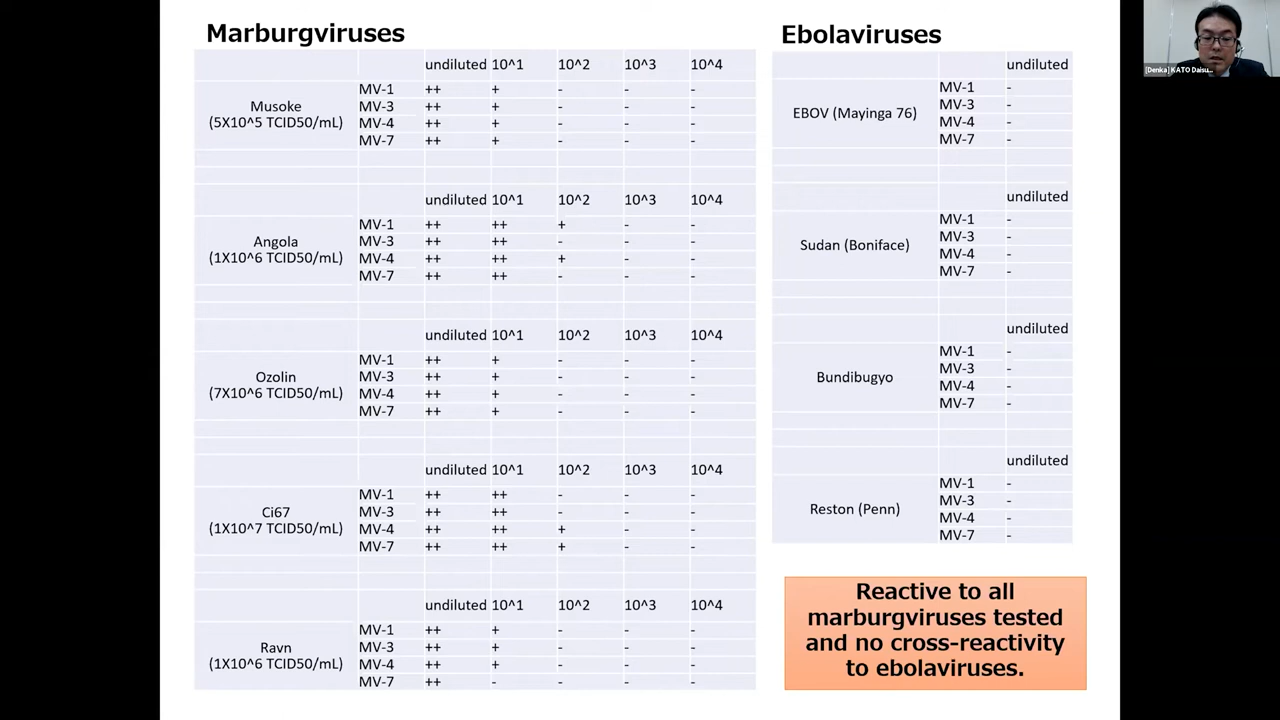 Marburgviruses
undiluted 10^1 10^2 10^3 10^4
Musoke
(5X10^5 TCID50/mL)
MV-1 ++ + - - -
MV-3 ++ + - - -
MV-4 ++ + - - -
MV-7 ++ + - - -
undiluted 10^1 10^2 10^3 10^4
Angola
(1X10^6 TCID50/mL)
MV-1 ++ ++ + - -
MV-3 ++ ++ - - -
MV-4 ++ ++ + - -
MV-7 ++ ++ - - -
undiluted 10^1 10^2 10^3 10^4
Ozolin
(7X10^6 TCID50/mL)
MV-1 ++ + - - -
MV-3 ++ + - - -
MV-4 ++ + - - -
MV-7 ++ + - - -
undiluted 10^1 10^2 10^3 10^4
Ci67
(1X10^7 TCID50/mL)
MV-1 ++ ++ - - -
MV-3 ++ ++ - - -
MV-4 ++ ++ + - -
MV-7 ++ ++ + - -
undiluted 10^1 10^2 10^3 10^4
Ravn
(1X10^6 TCID50/mL)
MV-1 ++ + - - -
MV-3 ++ + - - -
MV-4 ++ + - - -
MV-7 ++ - - - -
Ebolaviruses
undiluted
EBOV (Mayinga 76)
MV-1 -
MV-3 -
MV-4 -
MV-7 -
undiluted
Sudan (Boniface)
MV-1 -
MV-3 -
MV-4 -
MV-7 -
undiluted
Bundibugyo
MV-1 -
MV-3 -
MV-4 -
MV-7 -
undiluted
Reston (Penn)
MV-1 -
MV-3 -
MV-4 -
MV-7 -
Reactive to all
marburgviruses tested
and no cross-reactivity
to ebolaviruses.
[Denka] KATO Daisu...